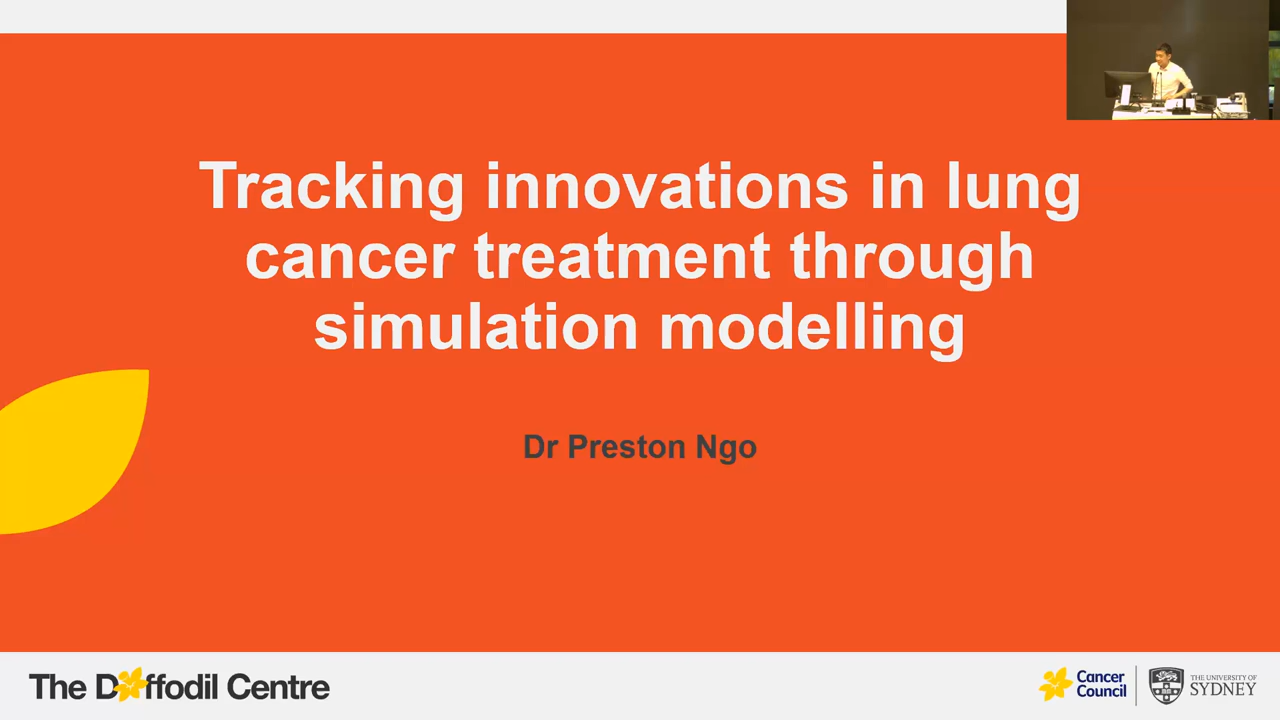 Tracking innovations in lung
cancer treatment through
simulation modelling
Dr Preston Ngo
The Daffodil Centre
Cancer
Council
THE UNIVERSITY OF
SYDNEY